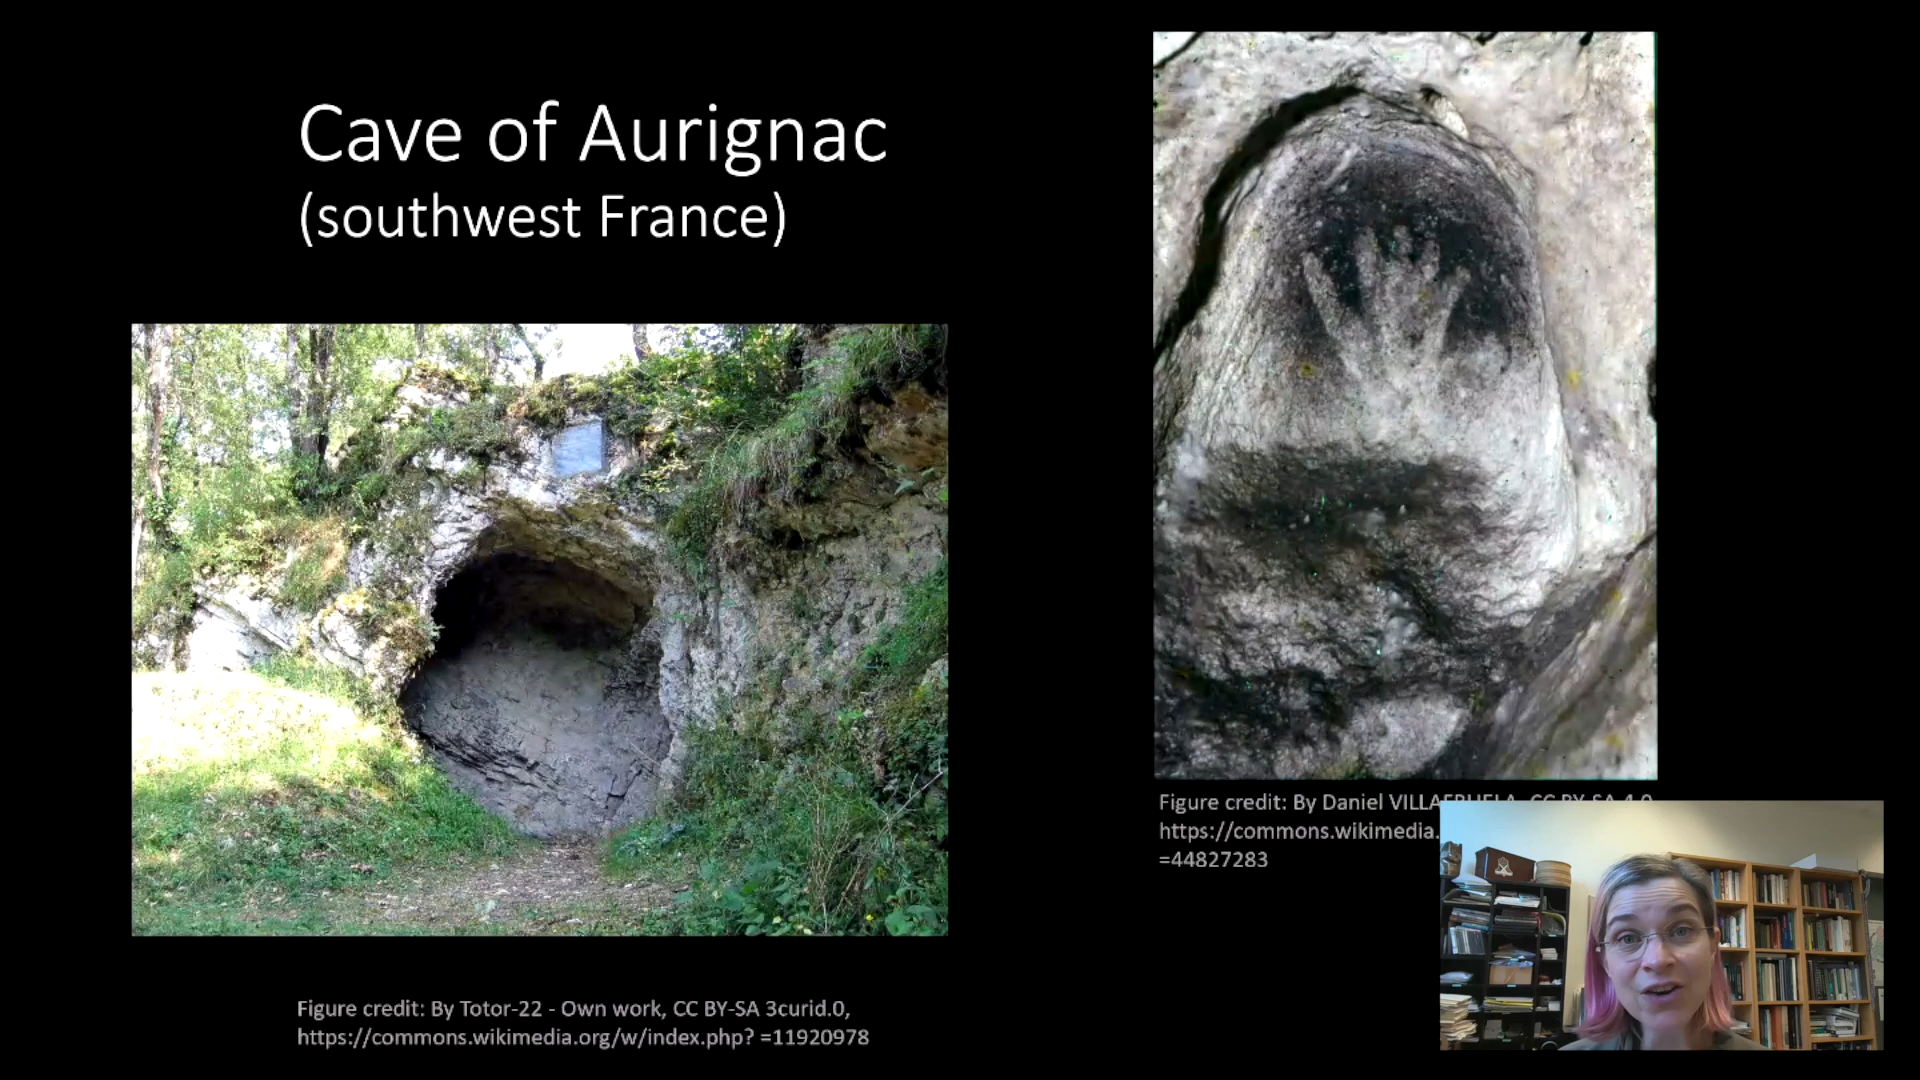 Cave of Aurignac
(southwest France)
Figure credit: By Daniel
https://commons.wikimedia.
=44827283
Figure credit: By Totor-22 - Own work, CC BY-SA 3curid.0,
https://commons.wikimedia.org/w/index.php? =11920978